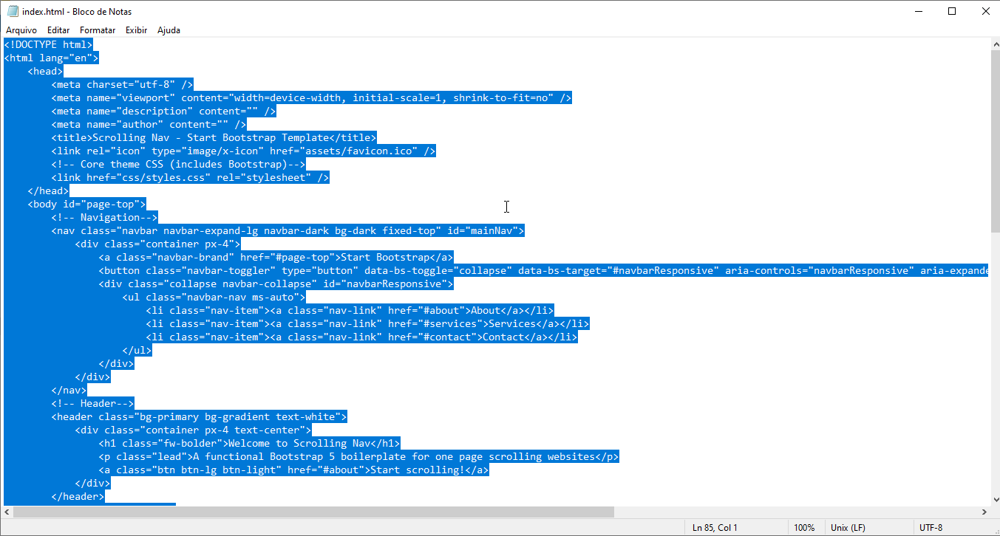 index.html - Bloco de Notas
Arquivo Editar Formatar Exibir Ajuda
<!DOCTYPE html>
<html lang="en">
    <head>
        <meta charset="utf-8" />
        <meta name="viewport" content="width=device-width, initial-scale=1, shrink-to-fit=no" />
        <meta name="description" content="" />
        <meta name="author" content="" />
        <title>Scrolling Nav - Start Bootstrap Template</title>
        <link rel="icon" type="image/x-icon" href="assets/favicon.ico" />
        <!-- Core theme CSS (includes Bootstrap)-->
        <link href="css/styles.css" rel="stylesheet" />
    </head>
    <body id="page-top">
        <!-- Navigation-->
        <nav class="navbar navbar-expand-lg navbar-dark bg-dark fixed-top" id="mainNav">
            <div class="container px-4">
                <a class="navbar-brand" href="#page-top">Start Bootstrap</a>
                <button class="navbar-toggler" type="button" data-bs-toggle="collapse" data-bs-target="#navbarResponsive" aria-controls="navbarResponsive" aria-expande
                <div class="collapse navbar-collapse" id="navbarResponsive">
                    <ul class="navbar-nav ms-auto">
                        <li class="nav-item"><a class="nav-link" href="#about">About</a></li>
                        <li class="nav-item"><a class="nav-link" href="#services">Services</a></li>
                        <li class="nav-item"><a class="nav-link" href="#contact">Contact</a></li>
                    </ul>
                </div>
            </div>
        </nav>
        <!-- Header-->
        <header class="bg-primary bg-gradient text-white">
            <div class="container px-4 text-center">
                <h1 class="fw-bolder">Welcome to Scrolling Nav</h1>
                <p class="lead">A functional Bootstrap 5 boilerplate for one page scrolling websites</p>
                <a class="btn btn-lg btn-light" href="#about">Start scrolling!</a>
            </div>
        </header>
Ln 85, Col 1 100% Unix (LF) UTF-8